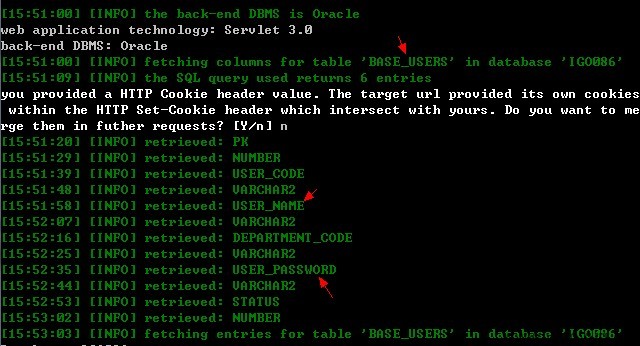 [15:51:00] [INFO] the back-end DBMS is Oracle
web application technology: Servlet 3.0
back-end DBMS: Oracle
[15:51:00] [INFO] fetching columns for table 'BASE_USERS' in database 'IGO086'
[15:51:09] [INFO] the SQL query used returns 6 entries
you provided a HTTP Cookie header value. The target url provided its own cookies
within the HTTP Set-Cookie header which intersect with yours. Do you want to me
rge them in futher requests? [Y/n] n
[15:51:20] [INFO] retrieved: PK
[15:51:29] [INFO] retrieved: NUMBER
[15:51:39] [INFO] retrieved: USER_CODE
[15:51:48] [INFO] retrieved: VARCHAR2
[15:51:58] [INFO] retrieved: USER_NAME
[15:52:07] [INFO] retrieved: VARCHAR2
[15:52:16] [INFO] retrieved: DEPARTMENT_CODE
[15:52:25] [INFO] retrieved: VARCHAR2
[15:52:35] [INFO] retrieved: USER_PASSWORD
[15:52:44] [INFO] retrieved: VARCHAR2
[15:52:53] [INFO] retrieved: STATUS
[15:53:02] [INFO] retrieved: NUMBER
[15:53:03] [INFO] fetching entries for table 'BASE_USERS' in database 'IGO086'